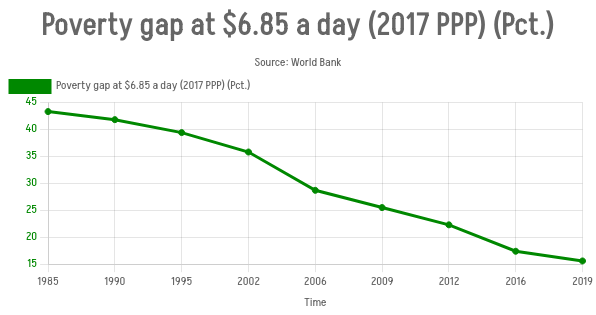 Poverty gap at $6.85 a day (2017 PPP) (Pct.)
Source: World Bank
Poverty gap at $6.85 a day (2017 PPP) (Pct.)
45
40
35
30
25
20
15
1985 1990 1995 2002 2006 2009 2012 2016 2019
Time